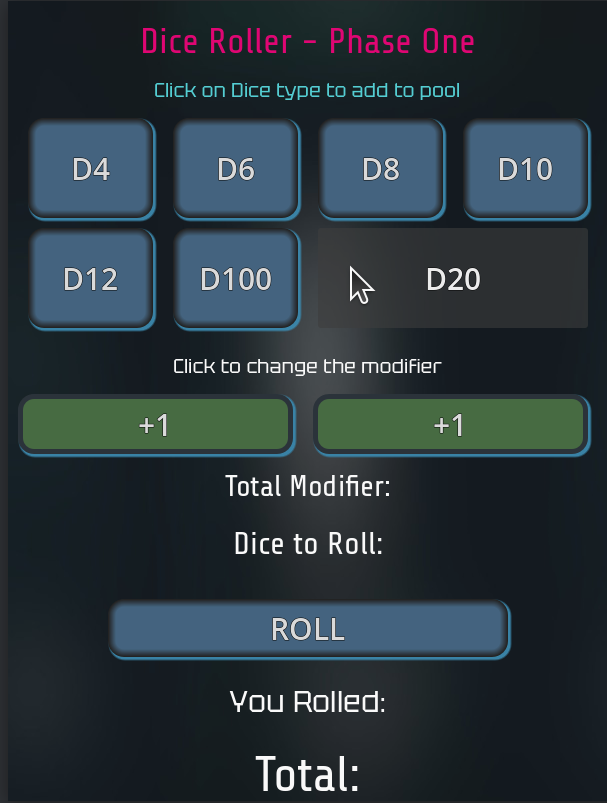 Dice Roller - Phase One
Click on Dice type to add to pool
D4 D6 D8 D10
D12 D100 D20
Click to change the modifier
+1 +1
Total Modifier:
Dice to Roll:
ROLL
You Rolled:
Total: